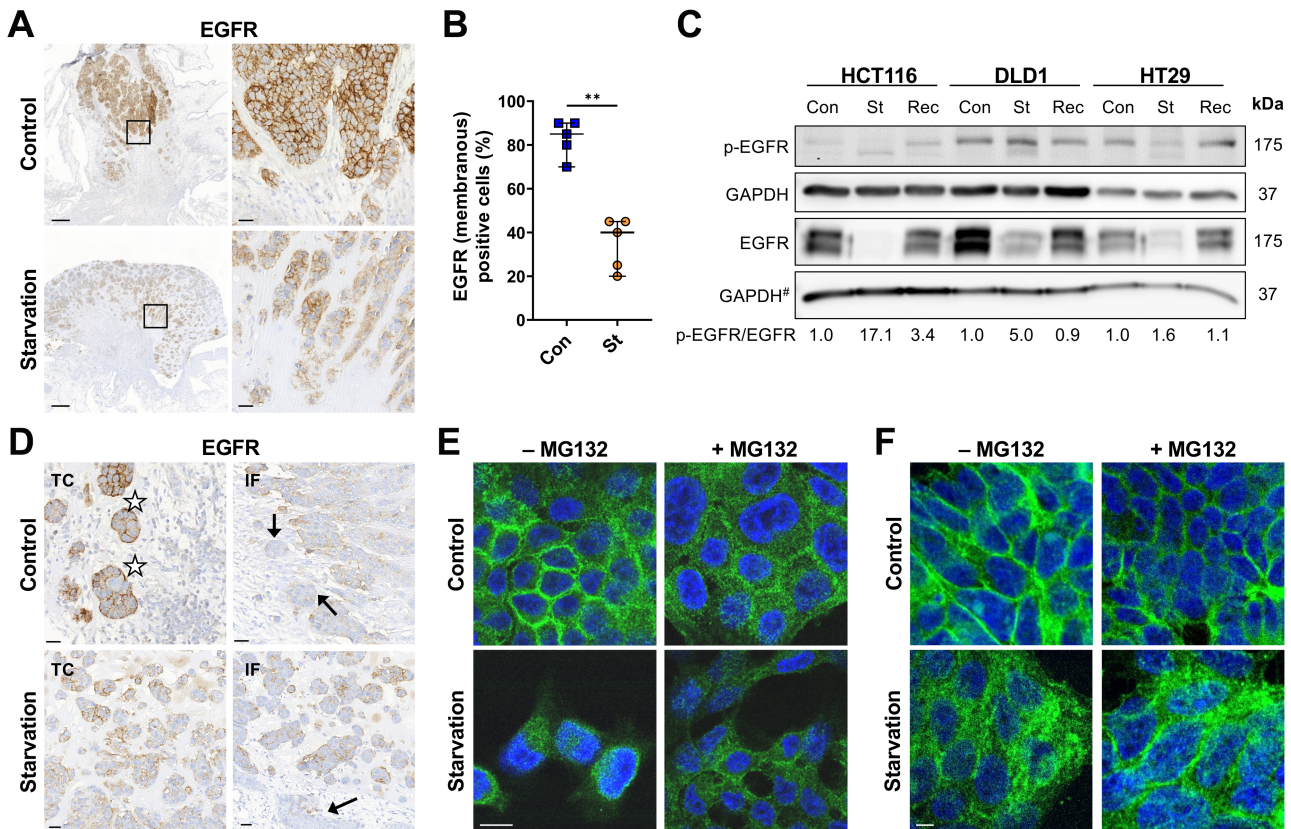 A
EGFR
Control
Starvation
B
EGFR (membranous)
positive cells (%)
100
80
60
40
20
0
**
Con
St
C
HCT116 DLD1 HT29
Con St Rec Con St Rec Con St Rec kDa
p-EGFR 175
GAPDH 37
EGFR 175
GAPDH# 37
p-EGFR/EGFR 1.0 17.1 3.4 1.0 5.0 0.9 1.0 1.6 1.1
D
EGFR
Control
TC
IF
Starvation
TC
IF
E
– MG132 + MG132
Control
Starvation
F
– MG132 + MG132
Control
Starvation